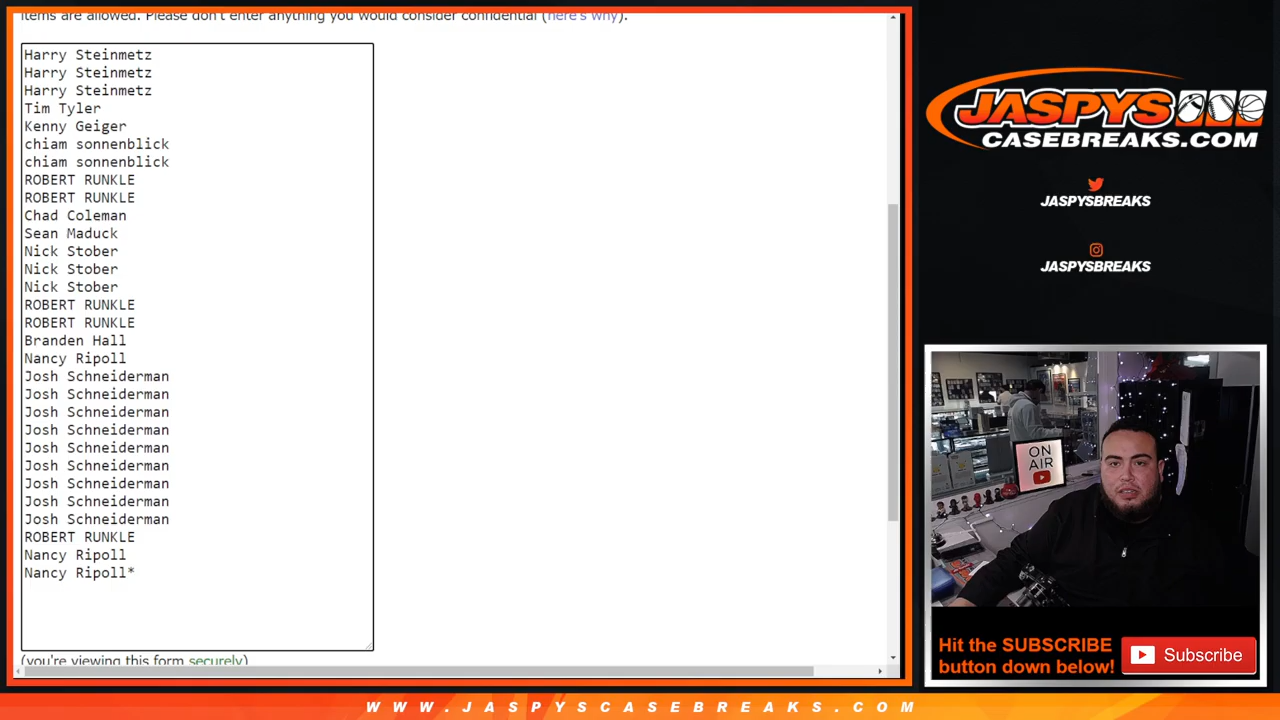 items are allowed. Please don't enter anything you would consider confidential (here's why).
Harry Steinmetz
Harry Steinmetz
Harry Steinmetz
Tim Tyler
Kenny Geiger
chiam sonnenblick
chiam sonnenblick
ROBERT RUNKLE
ROBERT RUNKLE
Chad Coleman
Sean Maduck
Nick Stober
Nick Stober
Nick Stober
ROBERT RUNKLE
ROBERT RUNKLE
Branden Hall
Nancy Ripoll
Josh Schneiderman
Josh Schneiderman
Josh Schneiderman
Josh Schneiderman
Josh Schneiderman
Josh Schneiderman
Josh Schneiderman
Josh Schneiderman
Josh Schneiderman
ROBERT RUNKLE
Nancy Ripoll
Nancy Ripoll*
(you're viewing this form securely)
JASPYS
CASEBREAKS.COM
JASPYSBREAKS
JASPYSBREAKS
ON
AIR
Hit the SUBSCRIBE
button down below!
Subscribe
WWW.JASPYSCASEBREAKS.COM